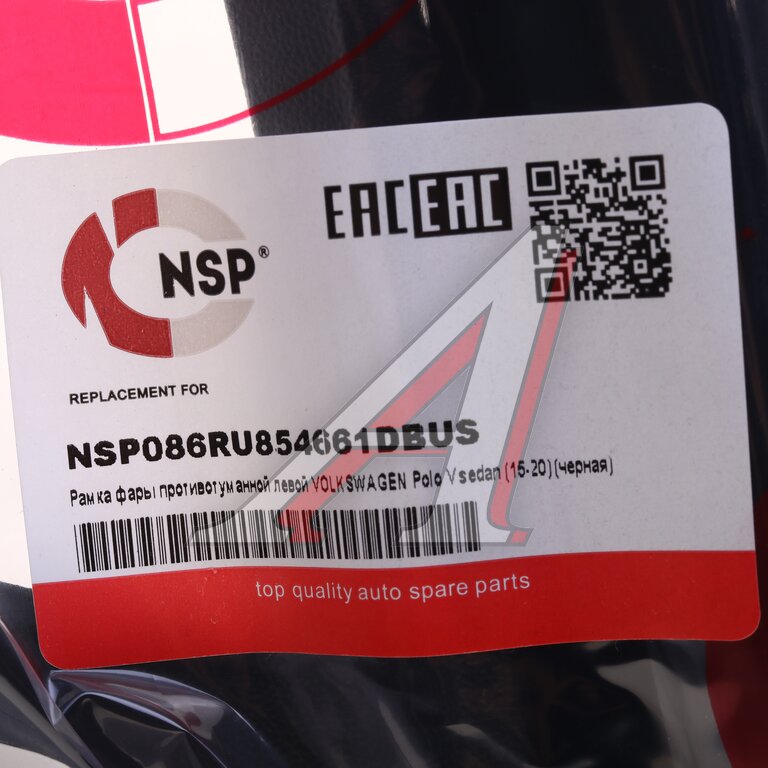 EAC EAC
NSP®
REPLACEMENT FOR
NSP086RU854661DBUS
Рамка фары противотуманной левой VOLKSWAGEN Polo V sedan (15-20)(черная)
top quality auto spare parts